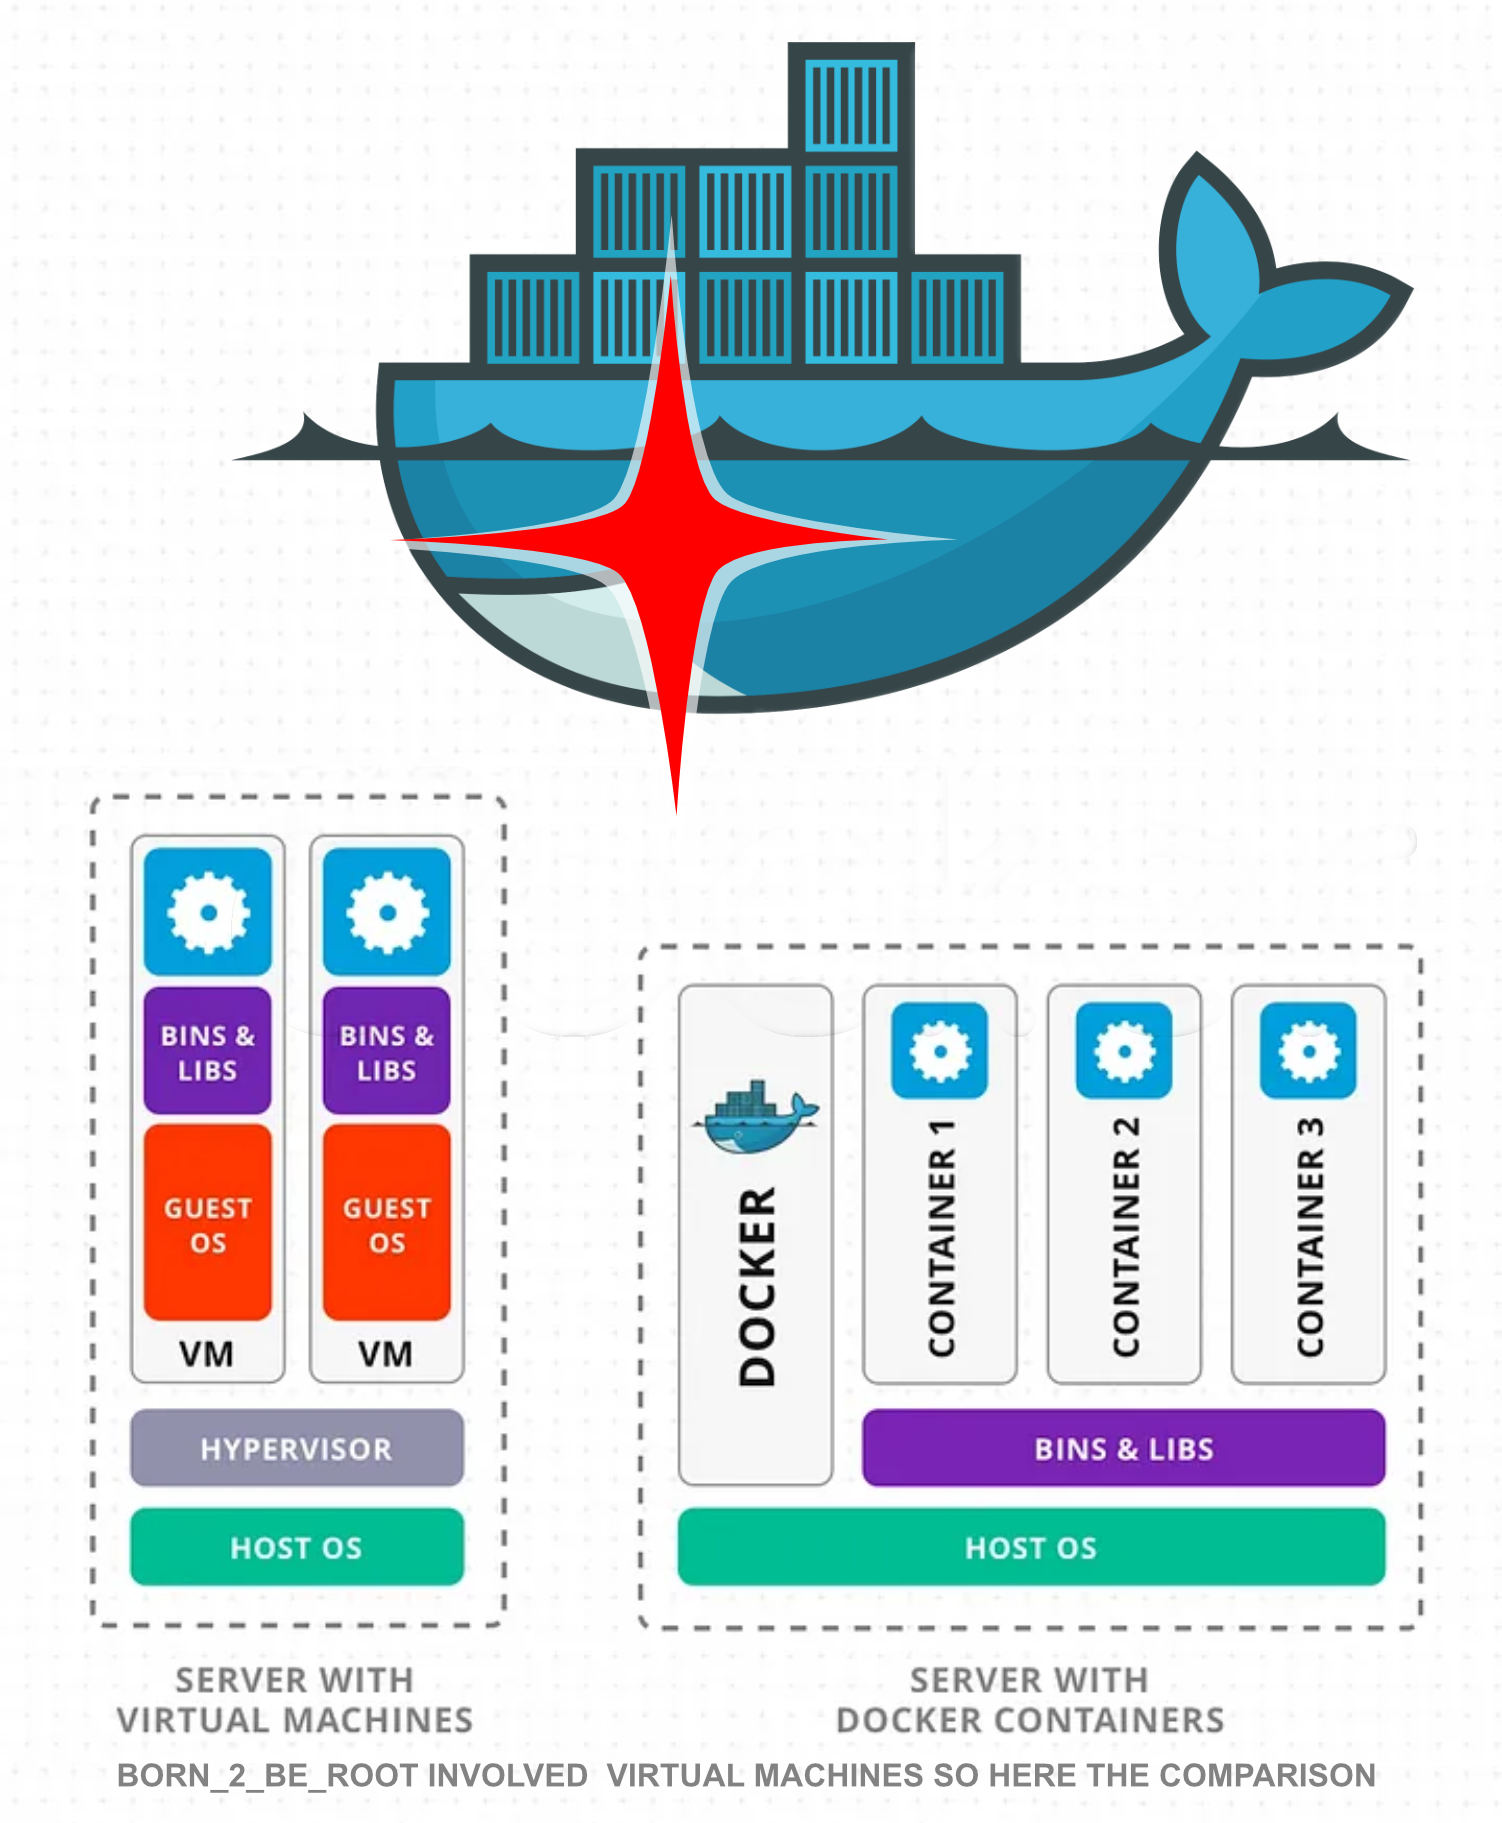 BINS &
LIBS
GUEST
OS
VM
BINS &
LIBS
GUEST
OS
VM
HYPERVISOR
HOST OS
SERVER WITH
VIRTUAL MACHINES
DOCKER
CONTAINER 1
CONTAINER 2
CONTAINER 3
BINS & LIBS
HOST OS
SERVER WITH
DOCKER CONTAINERS
BORN_2_BE_ROOT INVOLVED  VIRTUAL MACHINES SO HERE THE COMPARISON